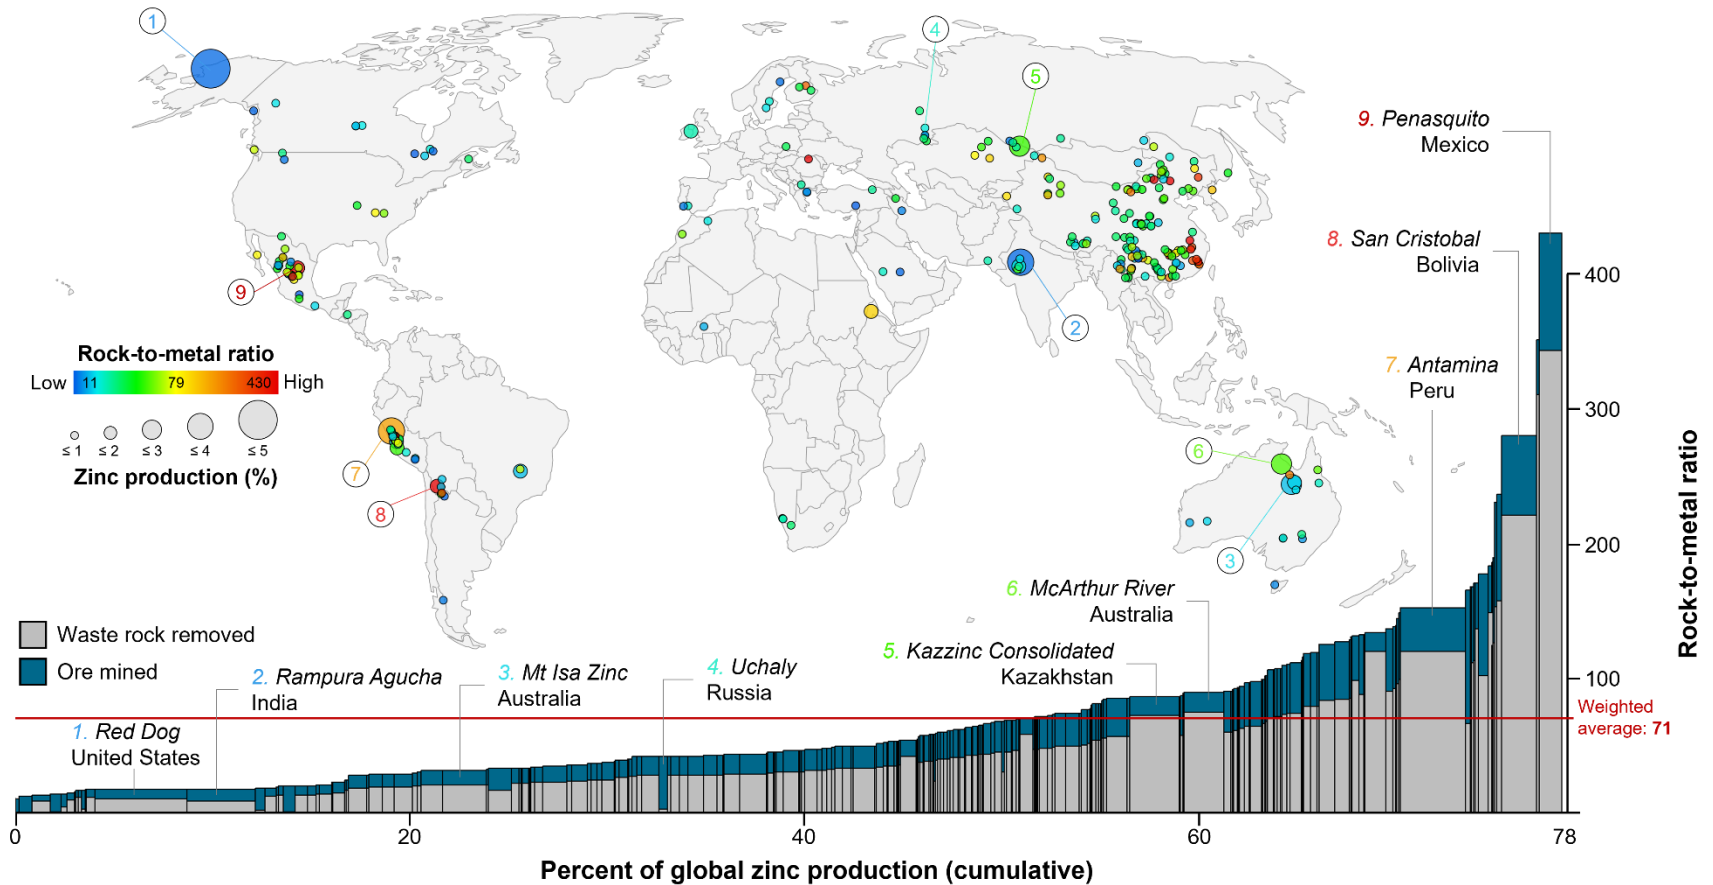 1
4
5
9. Penasquito
Mexico
8. San Cristobal
Bolivia
9
2
400
Rock-to-metal ratio
Low 11 79 430 High
≤ 1 ≤ 2 ≤ 3 ≤ 4 ≤ 5
Zinc production (%)
7. Antamina
Peru
300
7
6
8
3
200
Rock-to-metal ratio
6. McArthur River
Australia
5. Kazzinc Consolidated
Kazakhstan
Waste rock removed
Ore mined
4. Uchaly
Russia
3. Mt Isa Zinc
Australia
2. Rampura Agucha
India
1. Red Dog
United States
100
Weighted
average: 71
0 20 40 60 78
Percent of global zinc production (cumulative)